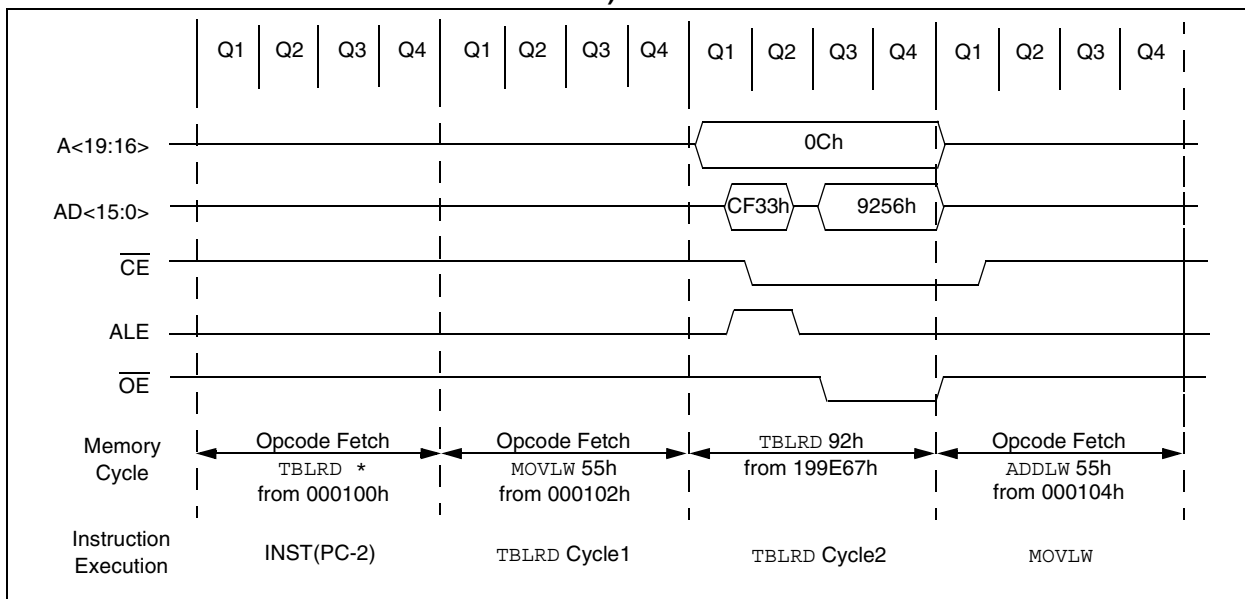 Q1 Q2 Q3 Q4 Q1 Q2 Q3 Q4 Q1 Q2 Q3 Q4 Q1 Q2 Q3 Q4
A<19:16> 0Ch
AD<15:0> CF33h 9256h
CE
ALE
OE
Memory Cycle
Opcode Fetch
TBLRD *
from 000100h
Opcode Fetch
MOVLW 55h
from 000102h
TBLRD 92h
from 199E67h
Opcode Fetch
ADDLW 55h
from 000104h
Instruction Execution
INST(PC-2) TBLRD Cycle1 TBLRD Cycle2 MOVLW